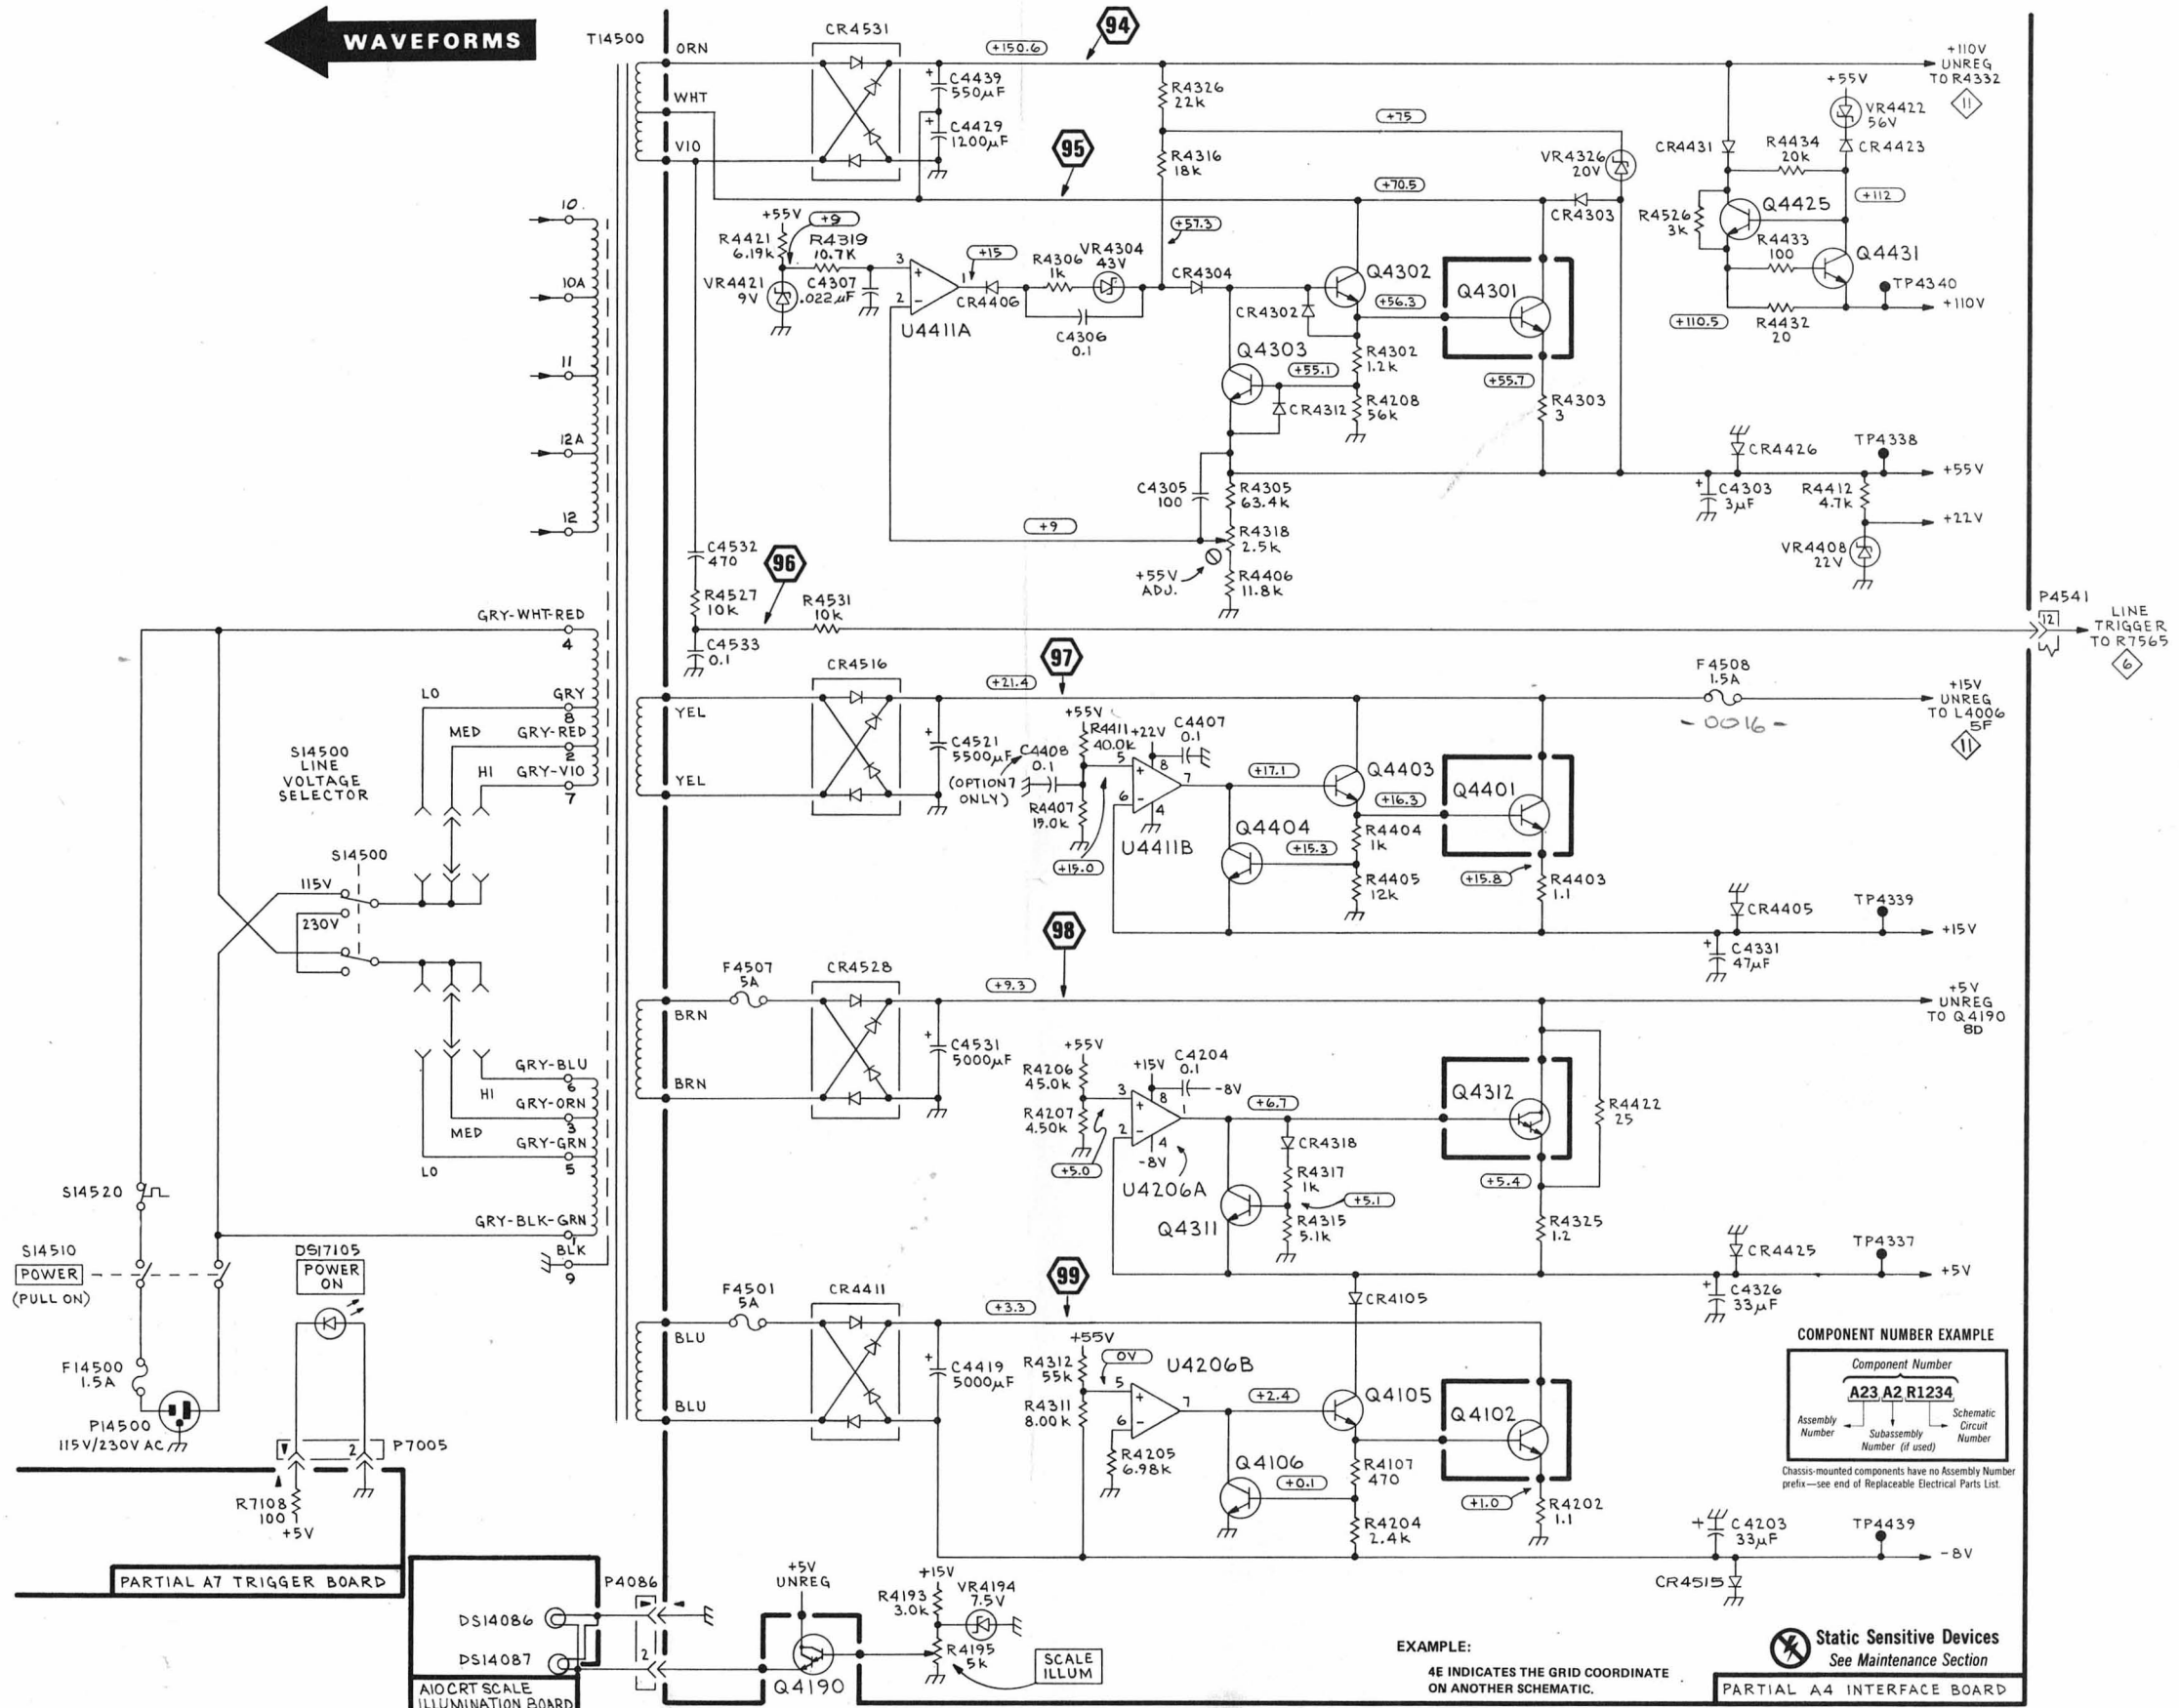 WAVEFORMS
T14500
ORN
CR4531
+150.6
94
+110V
UNREG
TO R4332
11
+55V
VR4422
56V
C4439
550µF
R4326
22k
WHT
+75
C4429
1200µF
95
VIO
R4316
18k
VR4326
20V
CR4431
R4434
20k
CR4423
+70.5
CR4303
+112
R4526
3k
Q4425
R4433
100
Q4431
TP4340
+110V
+110.5
R4432
20
10
10A
11
12A
12
+55V
+9
R4421
6.19k
R4319
10.7K
VR4421
9V
C4307
.022µF
3
+
2
-
1
U4411A
+15
CR4406
R4306
1k
VR4304
43V
C4306
0.1
+57.3
CR4304
Q4302
CR4302
+56.3
Q4301
Q4303
+55.1
R4302
1.2k
CR4312
R4208
56k
+55.7
R4303
3
CR4426
TP4338
+55V
C4305
100
R4305
63.4k
C4303
3µF
R4412
4.7k
+22V
+9
R4318
2.5k
VR4408
22V
+55V
ADJ.
R4406
11.8k
C4532
470
96
R4527
10k
R4531
10k
C4533
0.1
P4541
12
LINE
TRIGGER
TO R7565
6
GRY-WHT-RED
4
LO
GRY
8
MED
GRY-RED
2
HI
GRY-VIO
7
S14500
LINE
VOLTAGE
SELECTOR
S14500
115V
230V
GRY-BLU
6
HI
GRY-ORN
3
MED
GRY-GRN
5
LO
GRY-BLK-GRN
1
BLK
9
S14520
S14510
POWER
(PULL ON)
DS17105
POWER
ON
F14500
1.5A
P14500
115V/230V AC
2
P7005
R7108
100
+5V
PARTIAL A7 TRIGGER BOARD
CR4516
+21.4
97
F4508
1.5A
-0016-
+15V
UNREG
TO L4006
5F
11
YEL
YEL
C4521
5500µF
C4408
0.1
(OPTION 7
ONLY)
+55V
R4411
40.0k
+22V
C4407
0.1
5
+
8
6
-
4
7
R4407
15.0k
+15.0
U4411B
+17.1
Q4403
+16.3
Q4401
Q4404
+15.3
R4404
1k
R4405
12k
+15.8
R4403
1.1
CR4405
TP4339
+15V
C4331
47µF
98
F4507
5A
CR4528
+9.3
+5V
UNREG
TO Q4190
8D
BRN
BRN
C4531
5000µF
+55V
R4206
45.0k
+15V
C4204
0.1
-8V
3
+
8
1
2
-
4
-8V
R4207
4.50k
+5.0
U4206A
+6.7
CR4318
R4317
1k
+5.1
Q4311
R4315
5.1k
Q4312
R4422
25
+5.4
R4325
1.2
CR4425
TP4337
+5V
C4326
33µF
99
F4501
5A
CR4411
+3.3
CR4105
BLU
BLU
C4419
5000µF
+55V
R4312
55k
0V
U4206B
R4311
8.00k
5
+
6
-
7
R4205
6.98k
+2.4
Q4105
Q4102
Q4106
+0.1
R4107
470
R4204
2.4k
+1.0
R4202
1.1
+
C4203
33µF
TP4439
-8V
CR4515
COMPONENT NUMBER EXAMPLE
Component Number
A23 A2 R1234
Assembly
Number
Subassembly
Number (if used)
Schematic
Circuit
Number
Chassis-mounted components have no Assembly Number
prefix—see end of Replaceable Electrical Parts List.
P4086
2
DS14086
DS14087
A10 CRT SCALE
ILLUMINATION BOARD
+5V
UNREG
Q4190
+15V
R4193
3.0k
VR4194
7.5V
R4195
5k
SCALE
ILLUM
EXAMPLE:
4E INDICATES THE GRID COORDINATE
ON ANOTHER SCHEMATIC.
Static Sensitive Devices
See Maintenance Section
PARTIAL A4 INTERFACE BOARD